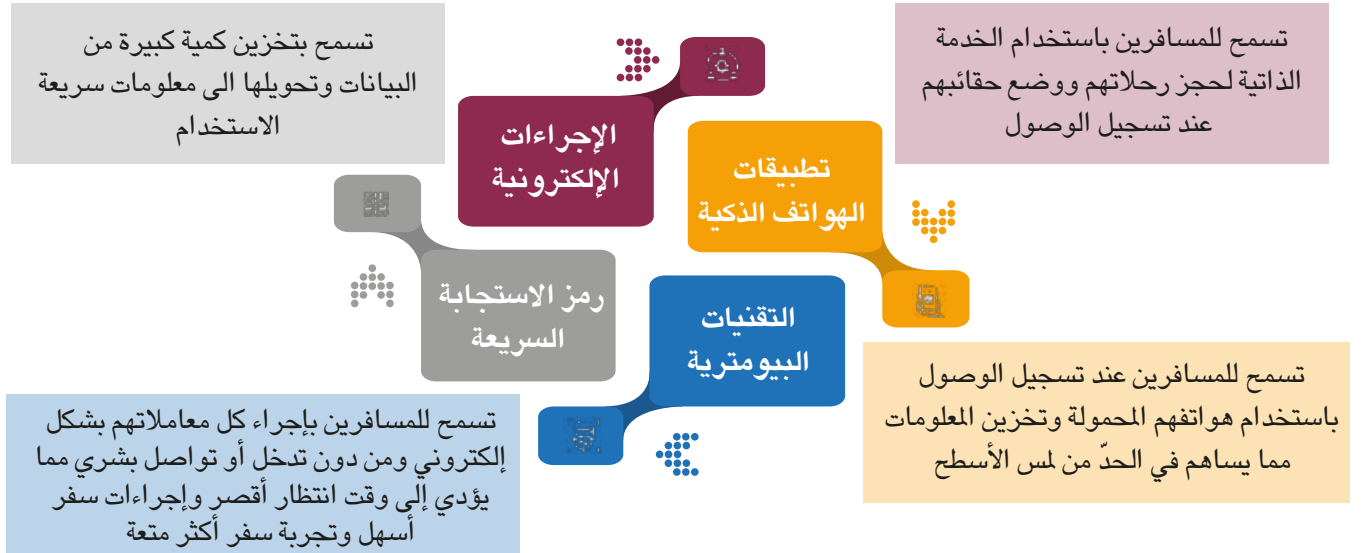 تسمح للمسافرين باستخدام الخدمة
الذاتية لحجز رحلاتهم ووضع حقائبهم
عند تسجيل الوصول
تسمح بتخزين كمية كبيرة من
البيانات وتحويلها الى معلومات سريعة
الاستخدام
الإجراءات
الإلكترونية
تطبيقات
الهواتف الذكية
رمز الاستجابة
السريعة
التقنيات
البيومترية
تسمح للمسافرين عند تسجيل الوصول
باستخدام هواتفهم المحمولة وتخزين المعلومات
مما يساهم في الحدّ من لمس الأسطح
تسمح للمسافرين بإجراء كل معاملاتهم بشكل
إلكتروني ومن دون تدخل أو تواصل بشري مما
يؤدي إلى وقت انتظار أقصر وإجراءات سفر
أسهل وتجربة سفر أكثر متعة